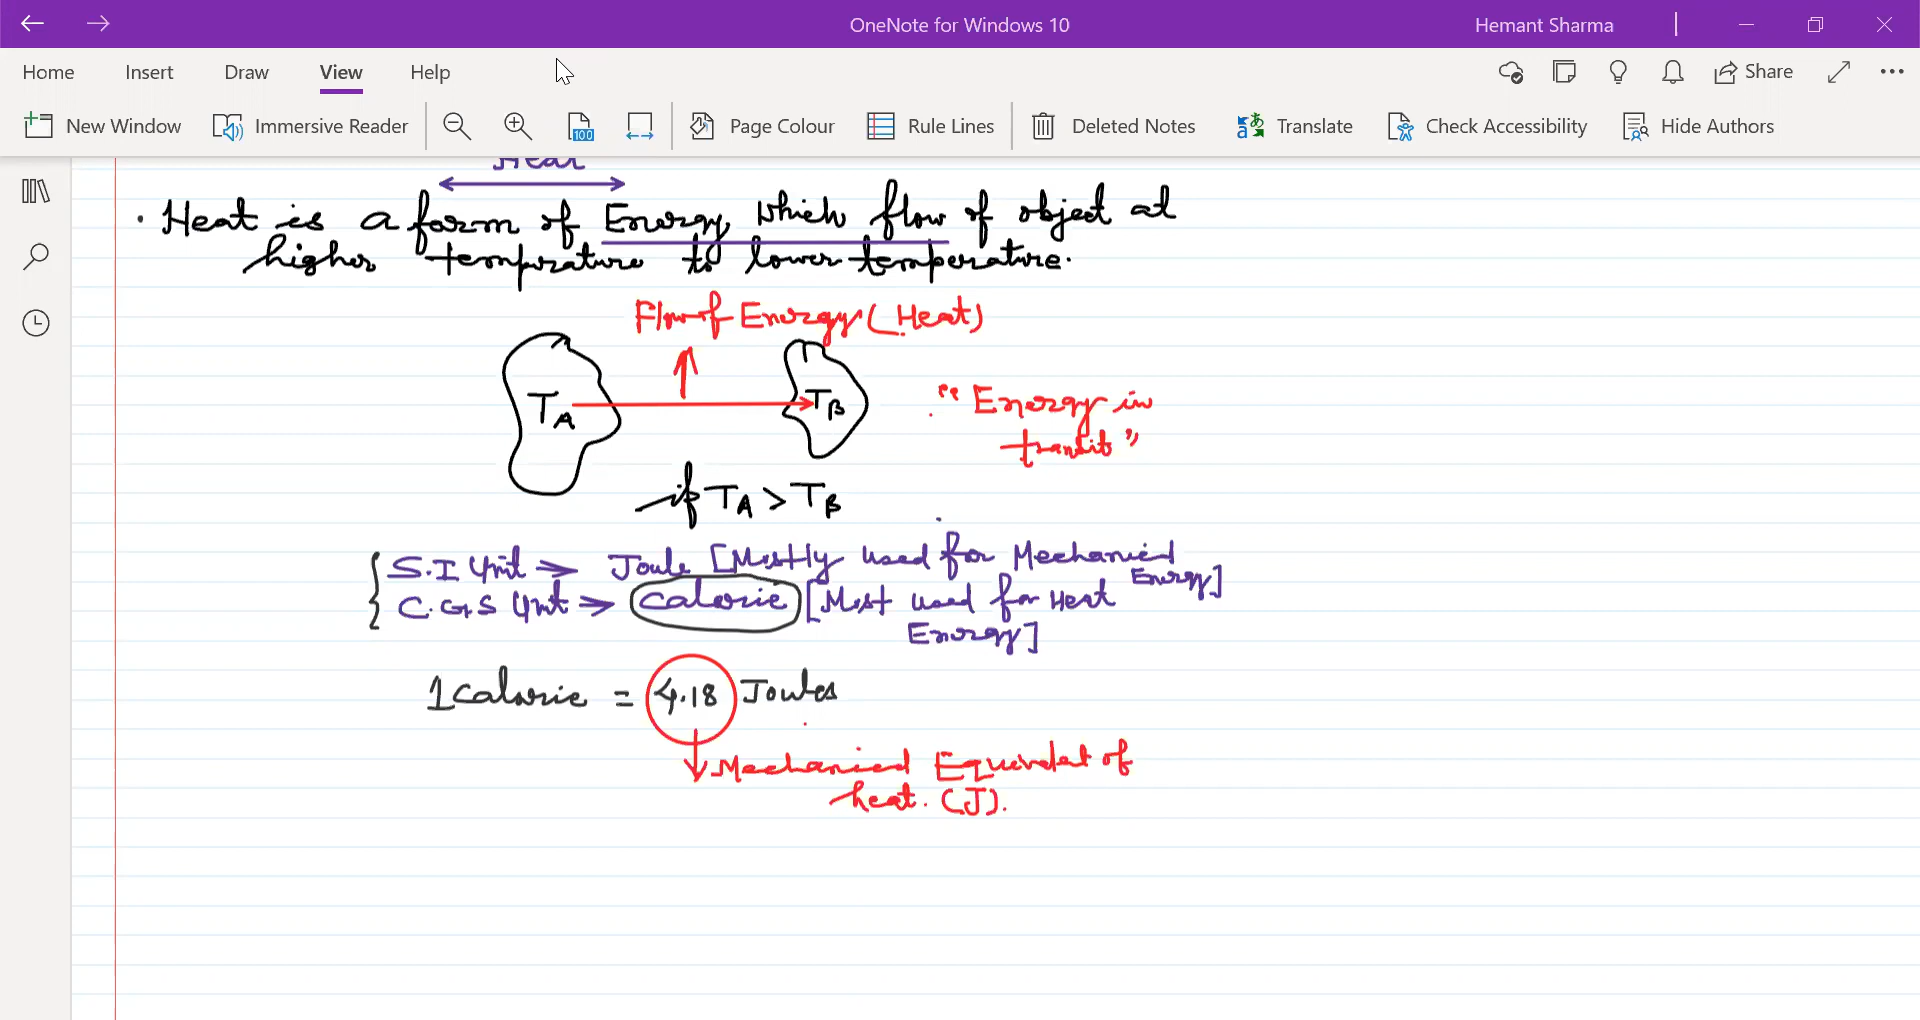 OneNote for Windows 10
Hemant Sharma
Home Insert Draw View Help
Share
New Window Immersive Reader 100 Page Colour Rule Lines Deleted Notes Translate Check Accessibility Hide Authors
Heat
• Heat is a form of Energy which flow of object at
higher temprature to lower temperature.
Flow of Energy (Heat)
TA TB
"Energy in
transit"
if TA > TB
S.I Unit → Joule [Mostly used for Mechanical
Energy]
C.G.S Unit → Calorie [Most used for Heat
Energy]
1 Calorie = 4.18 Joules
Mechanical Equivalent of
heat. (J).